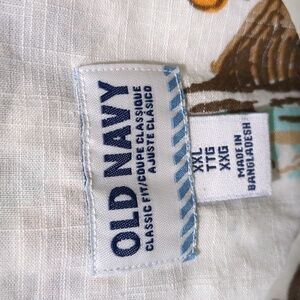 OLD NAVY
CLASSIC FIT/COUPE CLASSIQUE
AJUSTE CLÁSICO
XXL
TTG
XXG
MADE IN
BANGLADESH